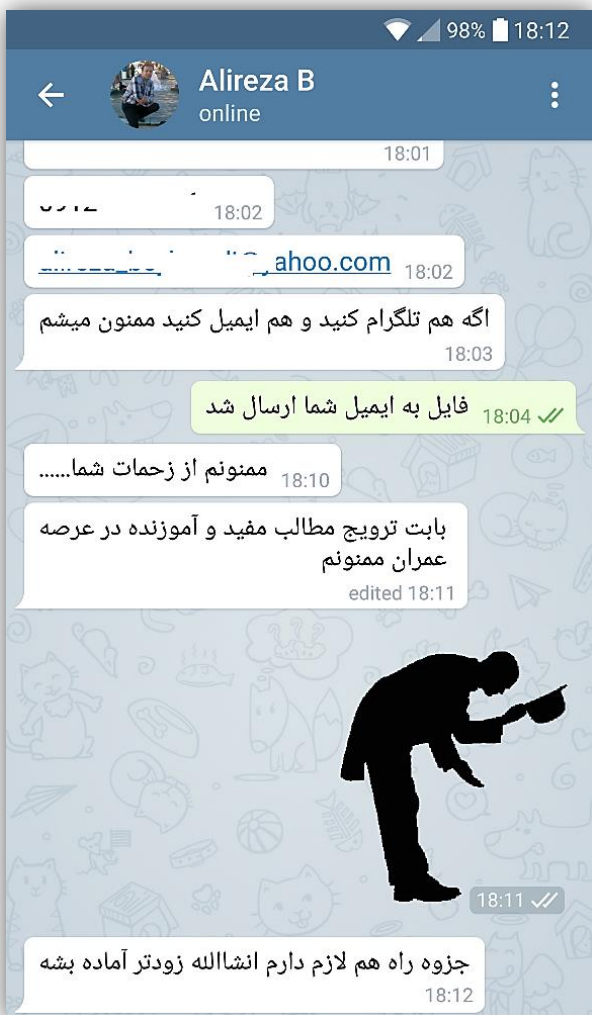 98% 18:12
Alireza B
online
18:01
18:02
ahoo.com 18:02
اگه هم تلگرام کنید و هم ایمیل کنید ممنون میشم
18:03
فایل به ایمیل شما ارسال شد 18:04
ممنونم از زحمات شما...... 18:10
بابت ترویج مطالب مفید و آموزنده در عرصه
عمران ممنونم
edited 18:11
18:11
جزوه راه هم لازم دارم انشاالله زودتر آماده بشه
18:12